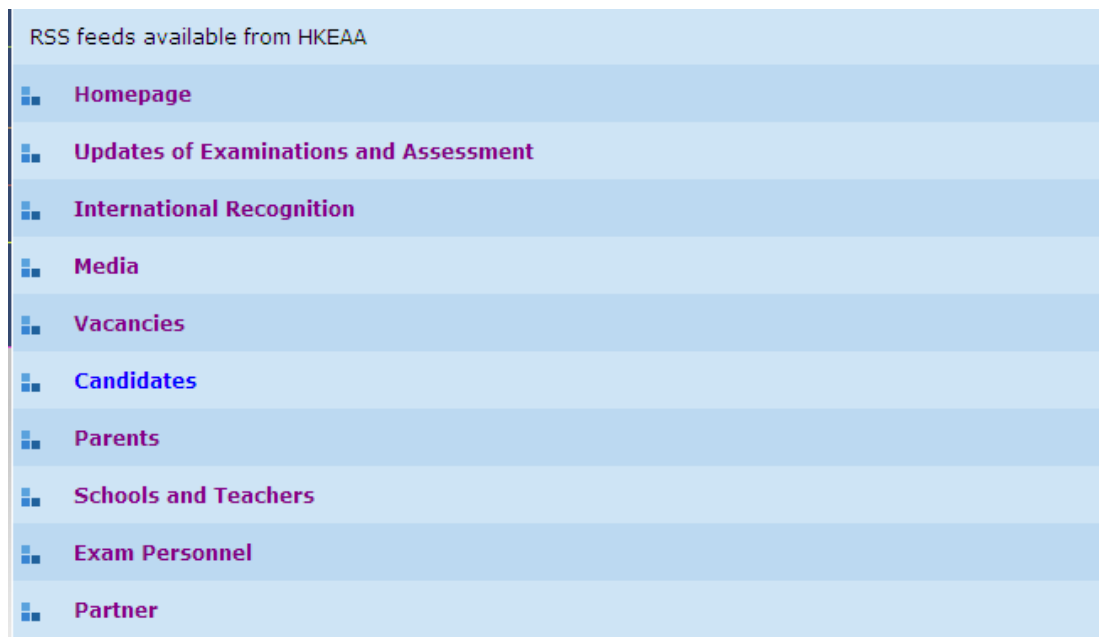 RSS feeds available from HKEAA
Homepage
Updates of Examinations and Assessment
International Recognition
Media
Vacancies
Candidates
Parents
Schools and Teachers
Exam Personnel
Partner